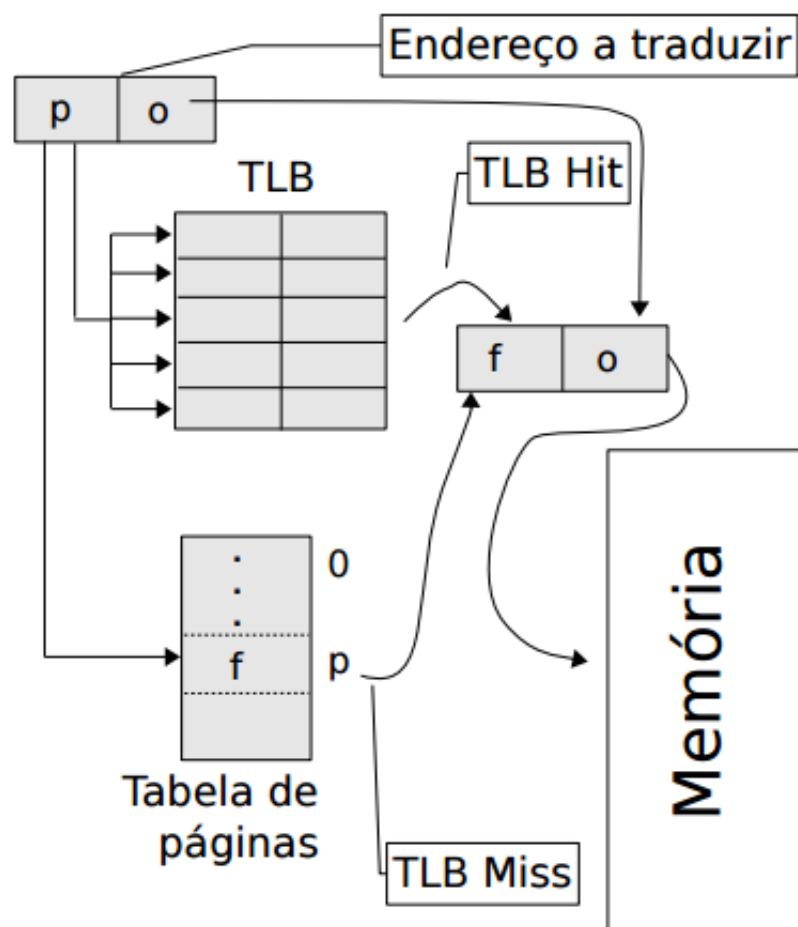 Endereço a traduzir
p o
TLB
TLB Hit
f o
.
.
.
0
f p
Tabela de
páginas
TLB Miss
Memória